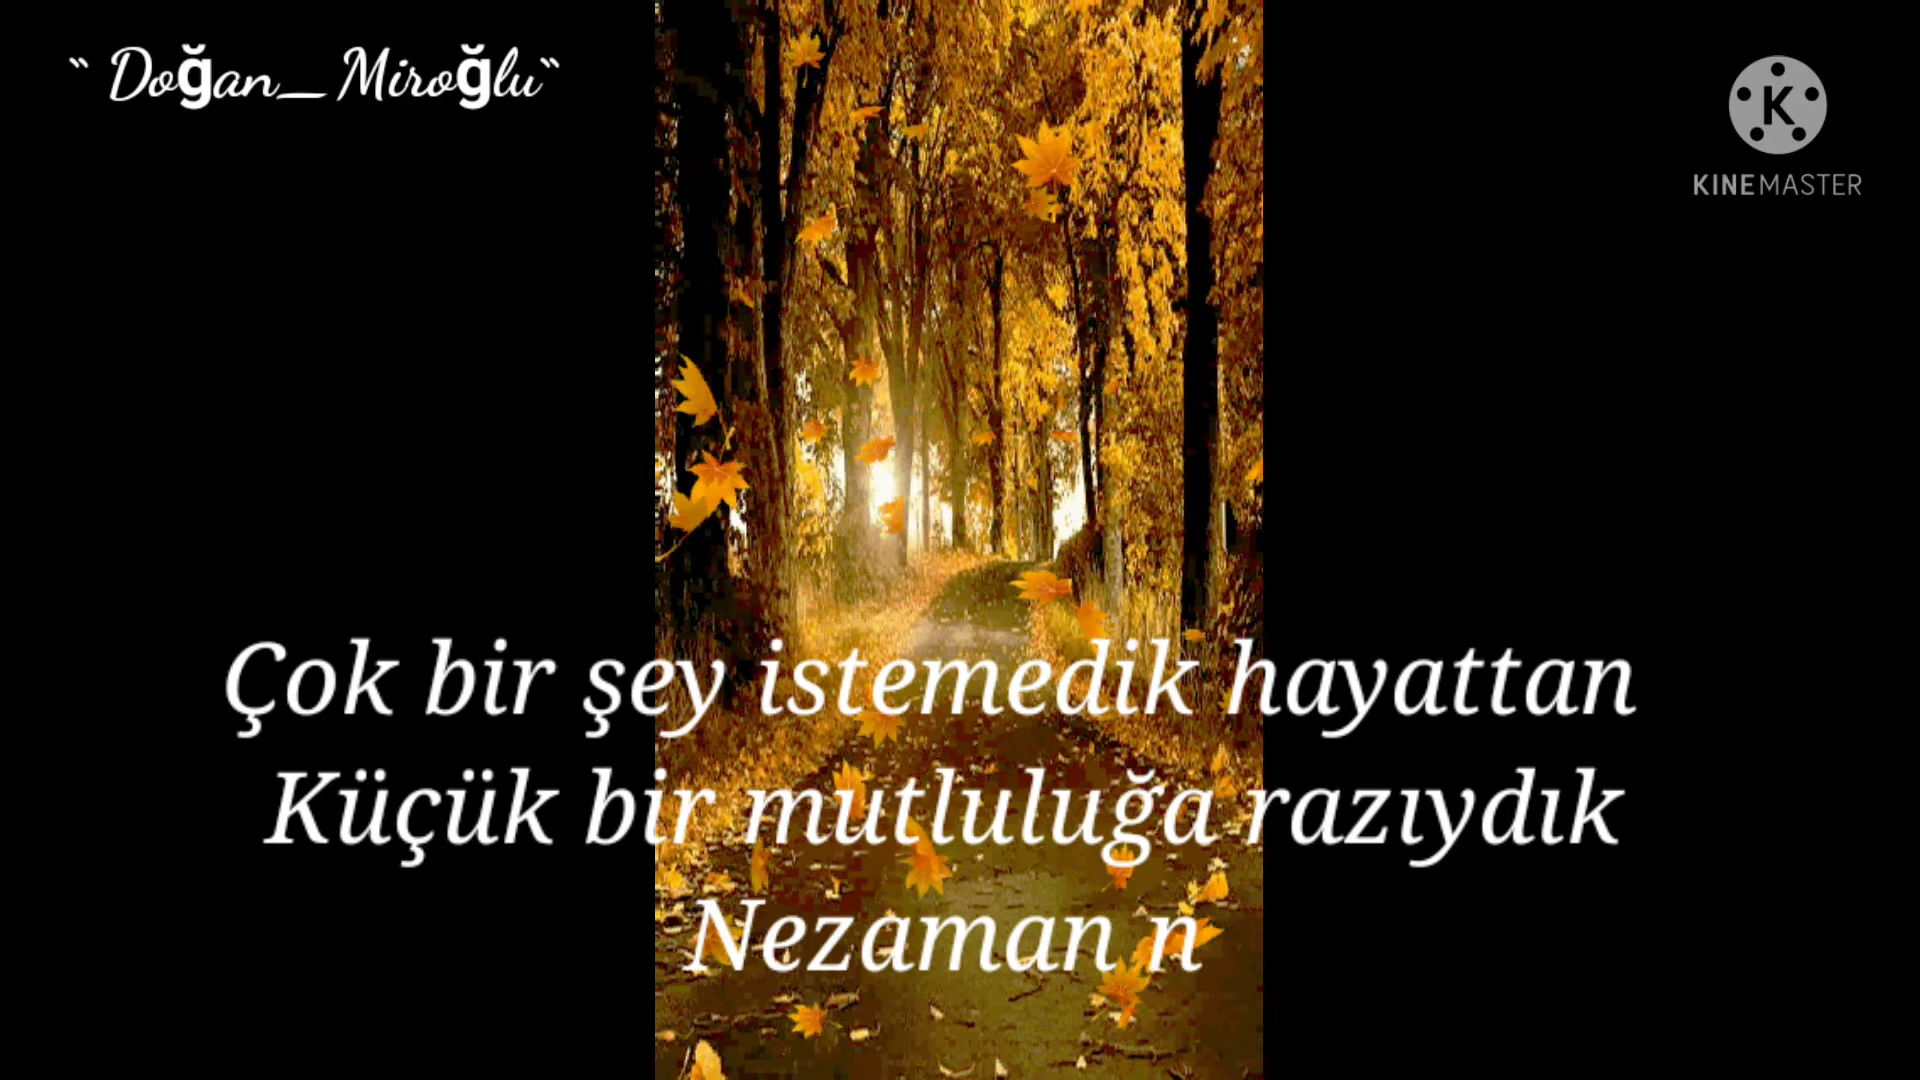 ‶ Doğan_Miroğlu‶
KINEMASTER
Çok bir şey istemedik hayattan
Küçük bir mutluluğa razıydık
Nezaman n